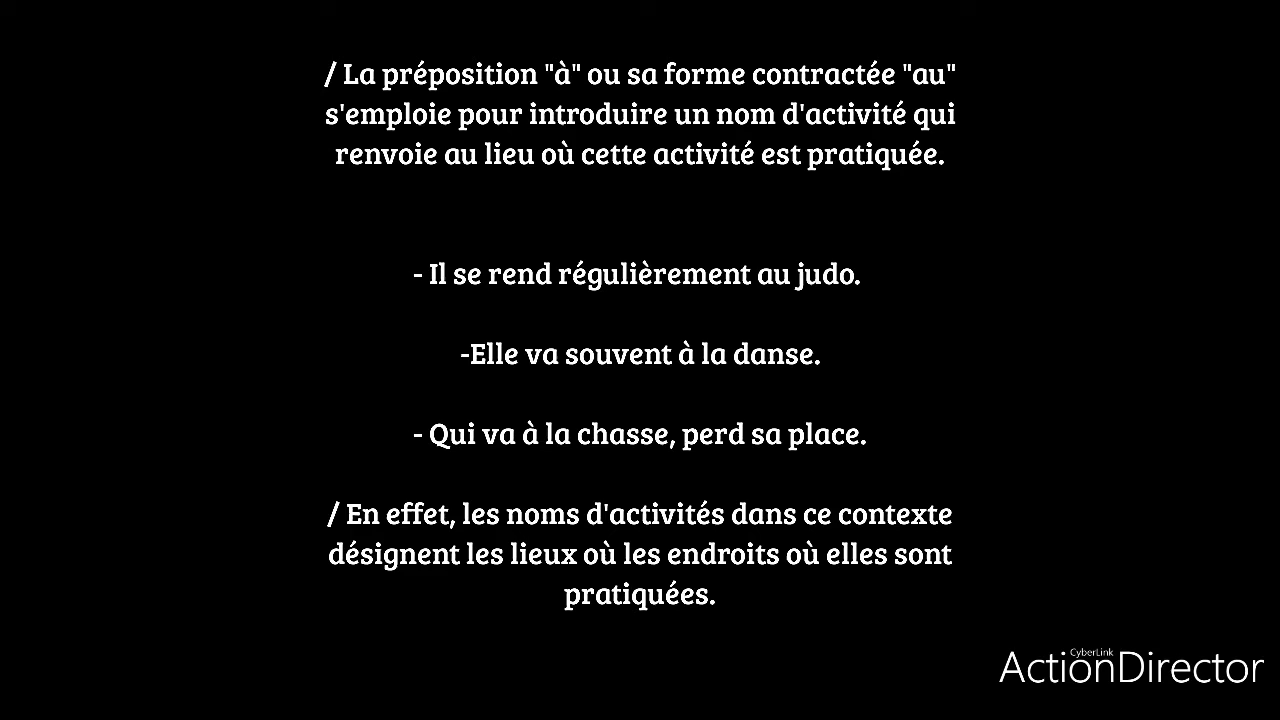 / La préposition "à" ou sa forme contractée "au"
s'emploie pour introduire un nom d'activité qui
renvoie au lieu où cette activité est pratiquée.
- Il se rend régulièrement au judo.
-Elle va souvent à la danse.
- Qui va à la chasse, perd sa place.
/ En effet, les noms d'activités dans ce contexte
désignent les lieux où les endroits où elles sont
pratiquées.
CyberLink
ActionDirector